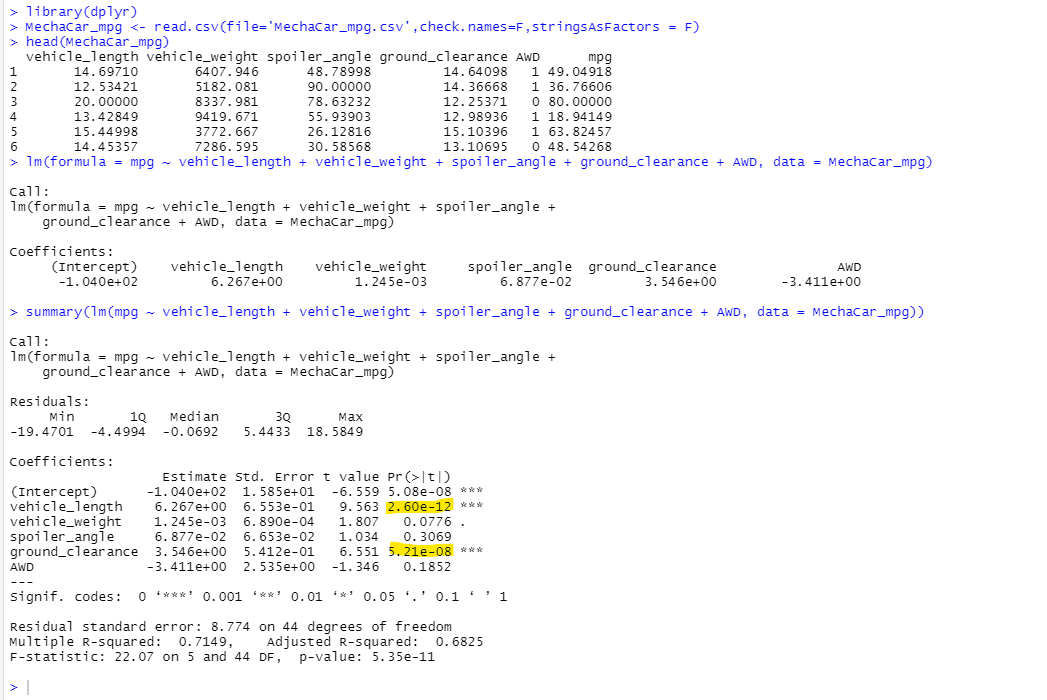 > library(dplyr)
> MechaCar_mpg <- read.csv(file='MechaCar_mpg.csv',check.names=F,stringsAsFactors = F)
> head(MechaCar_mpg)
  vehicle_length vehicle_weight spoiler_angle ground_clearance AWD      mpg
1       14.69710       6407.946      48.78998         14.64098   1 49.04918
2       12.53421       5182.081      90.00000         14.36668   1 36.76606
3       20.00000       8337.981      78.63232         12.25371   0 80.00000
4       13.42849       9419.671      55.93903         12.98936   1 18.94149
5       15.44998       3772.667      26.12816         15.10396   1 63.82457
6       14.45357       7286.595      30.58568         13.10695   0 48.54268
> lm(formula = mpg ~ vehicle_length + vehicle_weight + spoiler_angle + ground_clearance + AWD, data = MechaCar_mpg)
Call:
lm(formula = mpg ~ vehicle_length + vehicle_weight + spoiler_angle +
    ground_clearance + AWD, data = MechaCar_mpg)
Coefficients:
     (Intercept)    vehicle_length    vehicle_weight     spoiler_angle  ground_clearance               AWD
      -1.040e+02         6.267e+00         1.245e-03         6.877e-02         3.546e+00        -3.411e+00
> summary(lm(mpg ~ vehicle_length + vehicle_weight + spoiler_angle + ground_clearance + AWD, data = MechaCar_mpg))
Call:
lm(formula = mpg ~ vehicle_length + vehicle_weight + spoiler_angle +
    ground_clearance + AWD, data = MechaCar_mpg)
Residuals:
     Min       1Q   Median       3Q      Max
-19.4701  -4.4994  -0.0692   5.4433  18.5849
Coefficients:
                   Estimate Std. Error t value Pr(>|t|)
(Intercept)      -1.040e+02  1.585e+01  -6.559 5.08e-08 ***
vehicle_length    6.267e+00  6.553e-01   9.563 2.60e-12 ***
vehicle_weight    1.245e-03  6.890e-04   1.807   0.0776 .
spoiler_angle     6.877e-02  6.653e-02   1.034   0.3069
ground_clearance  3.546e+00  5.412e-01   6.551 5.21e-08 ***
AWD              -3.411e+00  2.535e+00  -1.346   0.1852
---
Signif. codes:  0 ‘***’ 0.001 ‘**’ 0.01 ‘*’ 0.05 ‘.’ 0.1 ‘ ’ 1
Residual standard error: 8.774 on 44 degrees of freedom
Multiple R-squared:  0.7149,    Adjusted R-squared:  0.6825
F-statistic: 22.07 on 5 and 44 DF,  p-value: 5.35e-11
>